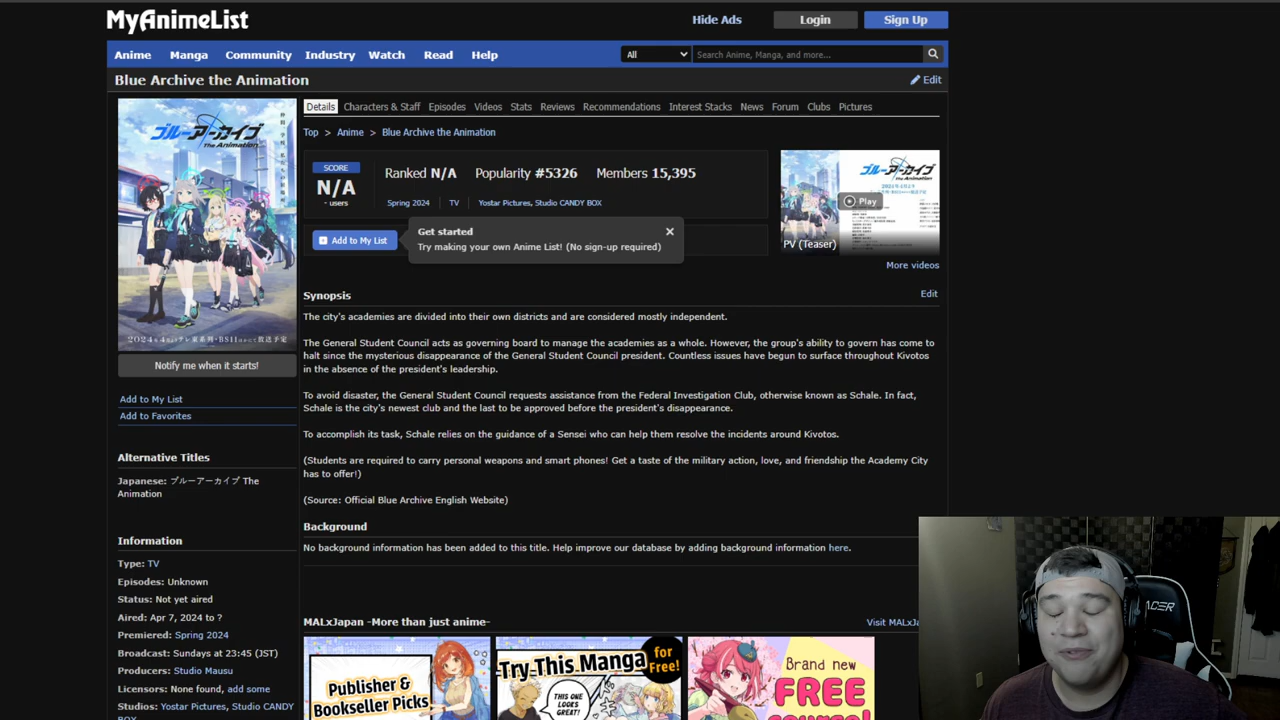 MyAnimeList
Hide Ads
Login
Sign Up
Anime Manga Community Industry Watch Read Help
All
Search Anime, Manga, and more...
Blue Archive the Animation
Edit
Details Characters & Staff Episodes Videos Stats Reviews Recommendations Interest Stacks News Forum Clubs Pictures
Top > Anime > Blue Archive the Animation
SCORE
N/A
- users
Ranked N/A Popularity #5326 Members 15,395
Spring 2024 TV Yostar Pictures, Studio CANDY BOX
Add to My List
Get started
Try making your own Anime List! (No sign-up required)
ブルーアーカイブ
The Animation
Play
PV (Teaser)
More videos
Synopsis
Edit
The city's academies are divided into their own districts and are considered mostly independent.
The General Student Council acts as governing board to manage the academies as a whole. However, the group's ability to govern has come to
halt since the mysterious disappearance of the General Student Council president. Countless issues have begun to surface throughout Kivotos
in the absence of the president's leadership.
To avoid disaster, the General Student Council requests assistance from the Federal Investigation Club, otherwise known as Schale. In fact,
Schale is the city's newest club and the last to be approved before the president's disappearance.
To accomplish its task, Schale relies on the guidance of a Sensei who can help them resolve the incidents around Kivotos.
(Students are required to carry personal weapons and smart phones! Get a taste of the military action, love, and friendship the Academy City
has to offer!)
(Source: Official Blue Archive English Website)
Background
No background information has been added to this title. Help improve our database by adding background information here.
Notify me when it starts!
Add to My List
Add to Favorites
Alternative Titles
Japanese: ブルーアーカイブ The
Animation
Information
Type: TV
Episodes: Unknown
Status: Not yet aired
Aired: Apr 7, 2024 to ?
Premiered: Spring 2024
Broadcast: Sundays at 23:45 (JST)
Producers: Studio Mausu
Licensors: None found, add some
Studios: Yostar Pictures, Studio CANDY
BOX
MALxJapan -More than just anime-
Visit MALxJa
Publisher &
Bookseller Picks
Try This Manga
for
Free!
THIS ONE
LOOKS
GREAT!
Brand new
FREE
course!
ACER